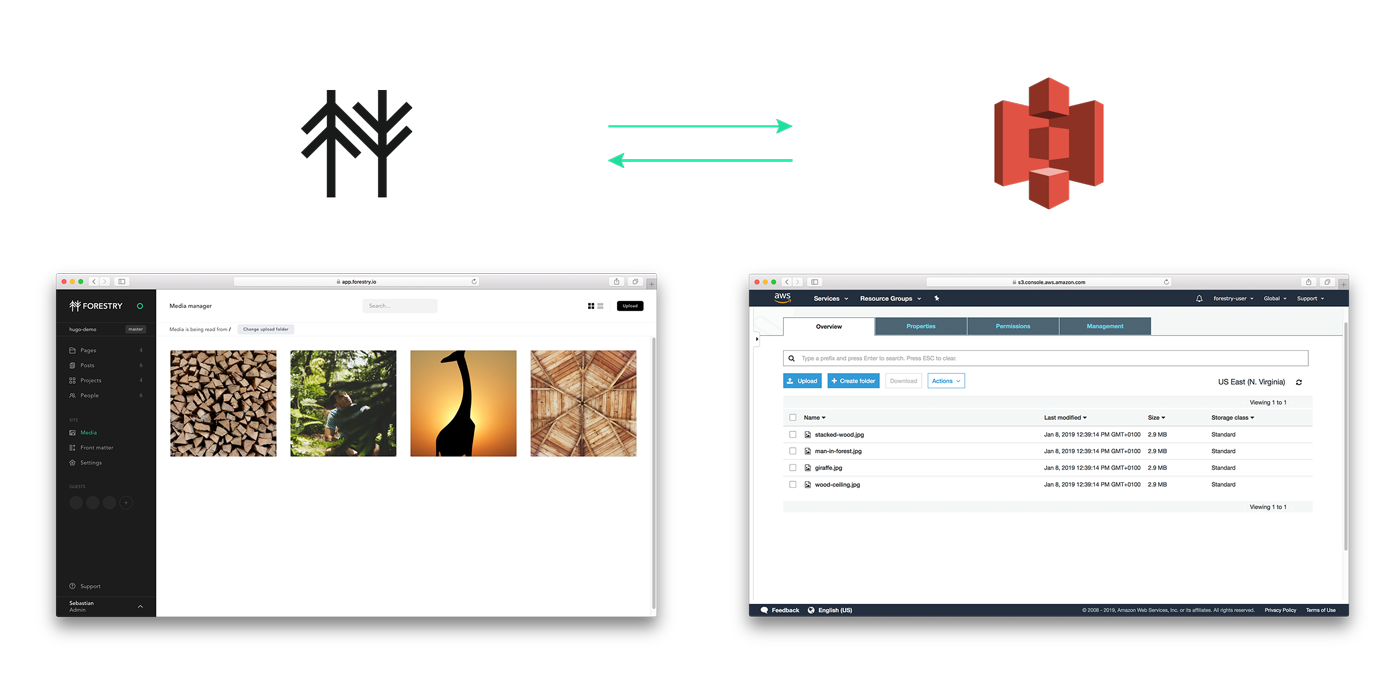 app.forestry.io
FORESTRY
hugo-demo master
Pages 4
Posts 4
Projects 4
People 6
SITE
Media
Front matter
Settings
GUESTS
+
Support
Sebastian
Admin
Media manager Search... Upload
Media is being read from / Change upload folder
s3.console.aws.amazon.com
aws Services Resource Groups forestry-user Global Support
Overview Properties Permissions Management
Type a prefix and press Enter to search. Press ESC to clear.
Upload + Create folder Download Actions US East (N. Virginia)
Viewing 1 to 1
Name Last modified Size Storage class
stacked-wood.jpg Jan 8, 2019 12:39:14 PM GMT+0100 2.9 MB Standard
man-in-forest.jpg Jan 8, 2019 12:39:14 PM GMT+0100 2.9 MB Standard
giraffe.jpg Jan 8, 2019 12:39:14 PM GMT+0100 2.9 MB Standard
wood-ceiling.jpg Jan 8, 2019 12:39:14 PM GMT+0100 2.9 MB Standard
Viewing 1 to 1
Feedback English (US) © 2008 - 2019, Amazon Web Services, Inc. or its affiliates. All rights reserved. Privacy Policy Terms of Use